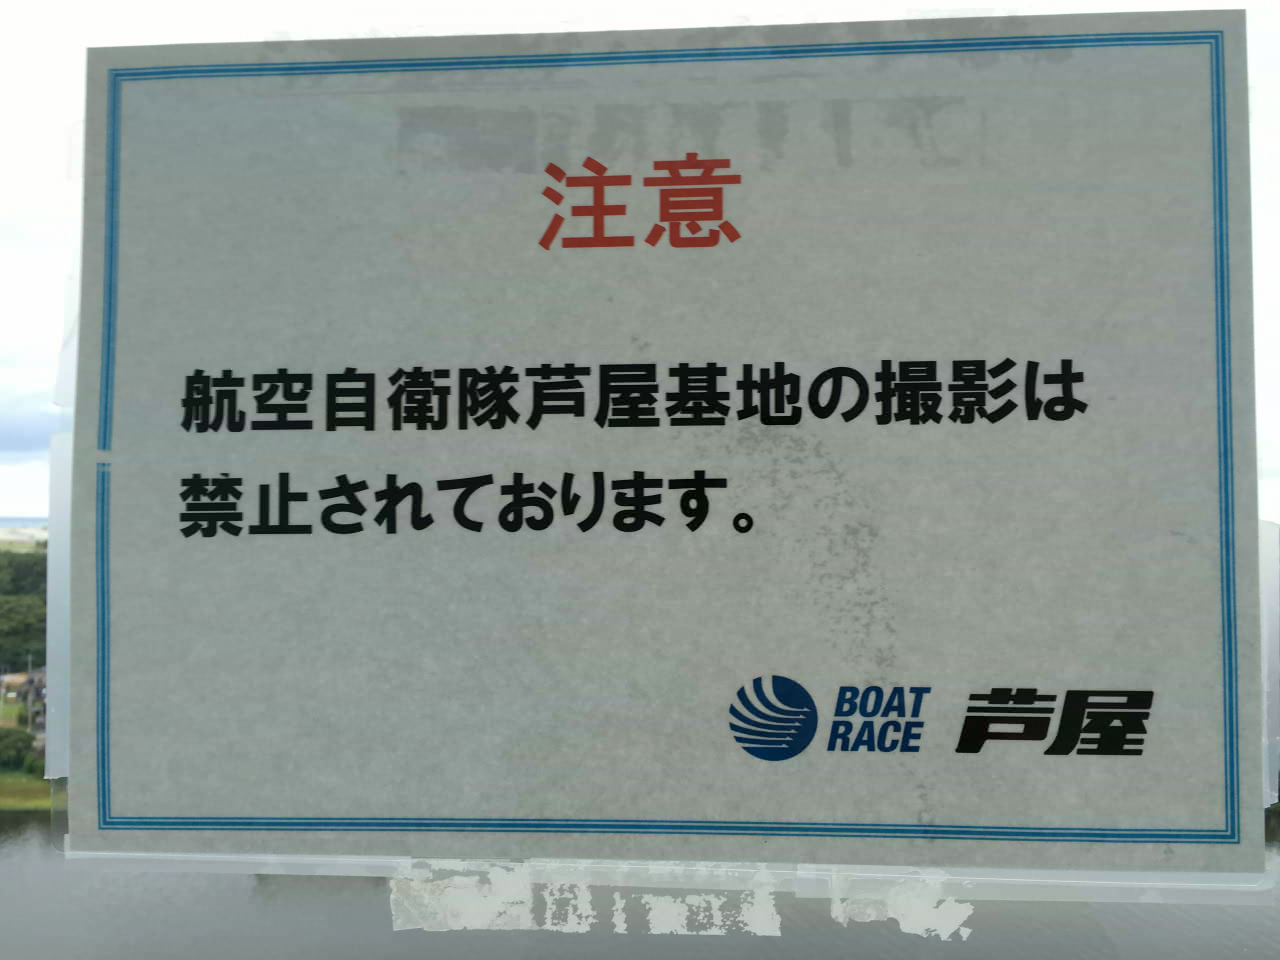 注意
航空自衛隊芦屋基地の撮影は
禁止されております。
BOAT
RACE
芦屋